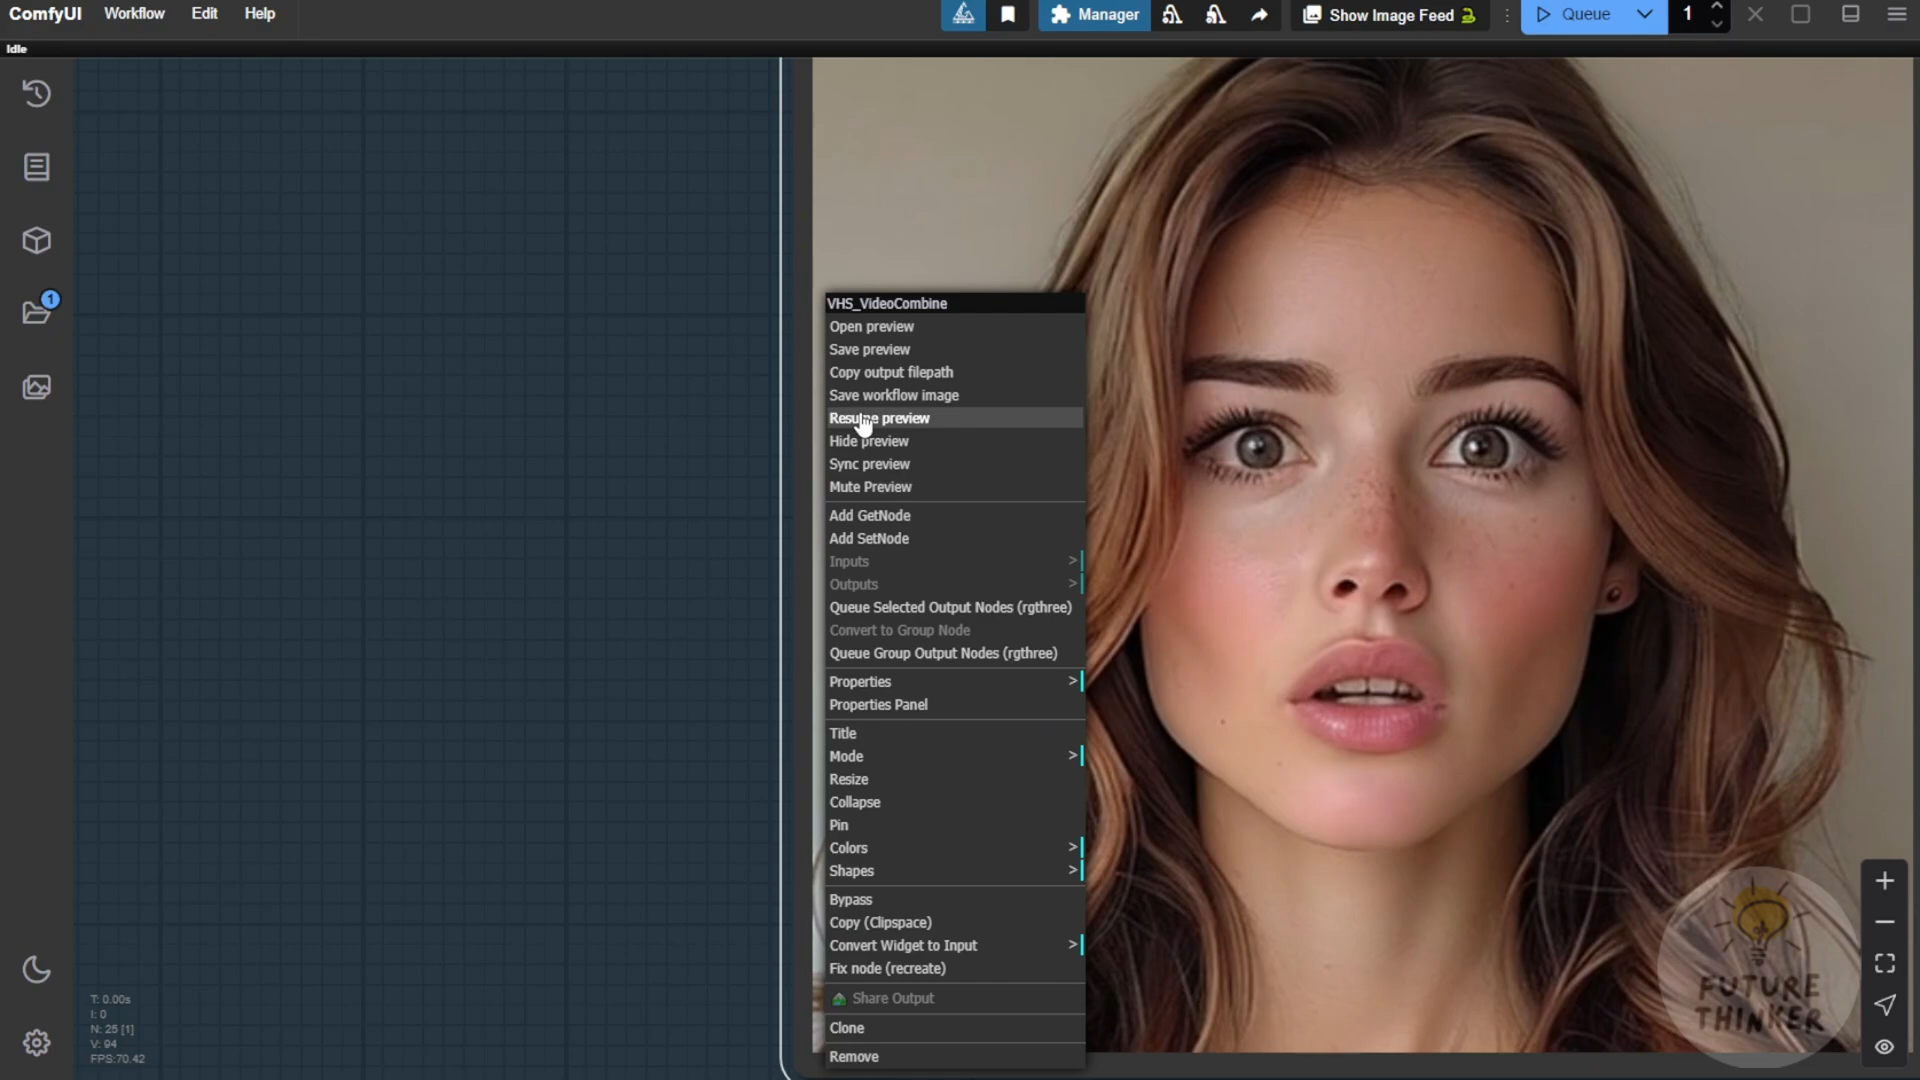 ComfyUI
Workflow
Edit
Help
Manager
Show Image Feed
Queue
1
Idle
1
VHS_VideoCombine
Open preview
Save preview
Copy output filepath
Save workflow image
Resume preview
Hide preview
Sync preview
Mute Preview
Add GetNode
Add SetNode
Inputs >
Outputs >
Queue Selected Output Nodes (rgthree)
Convert to Group Node
Queue Group Output Nodes (rgthree)
Properties >
Properties Panel
Title
Mode >
Resize
Collapse
Pin
Colors >
Shapes >
Bypass
Copy (Clipspace)
Convert Widget to Input >
Fix node (recreate)
Share Output
Clone
Remove
T: 0.00s
I: 0
N: 25 [1]
V: 94
FPS:70.42
FUTURE
THINKER